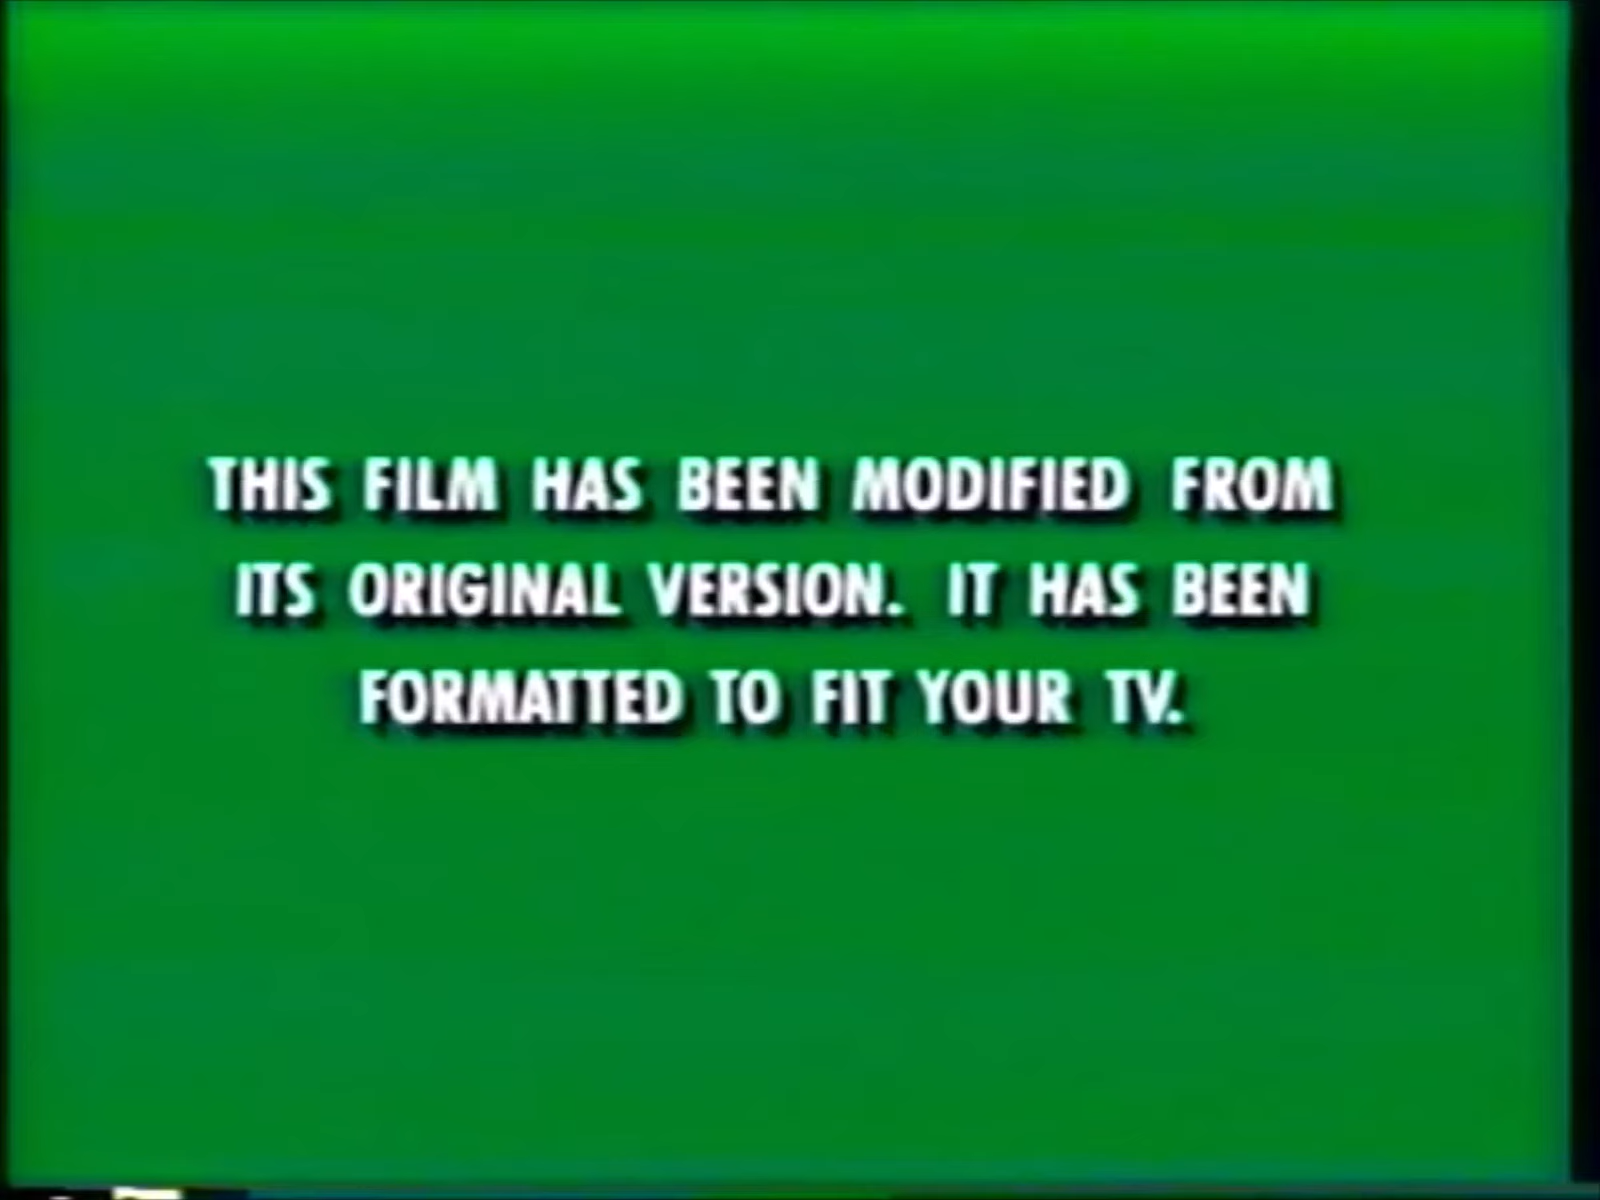 THIS FILM HAS BEEN MODIFIED FROM
ITS ORIGINAL VERSION. IT HAS BEEN
FORMATTED TO FIT YOUR TV.